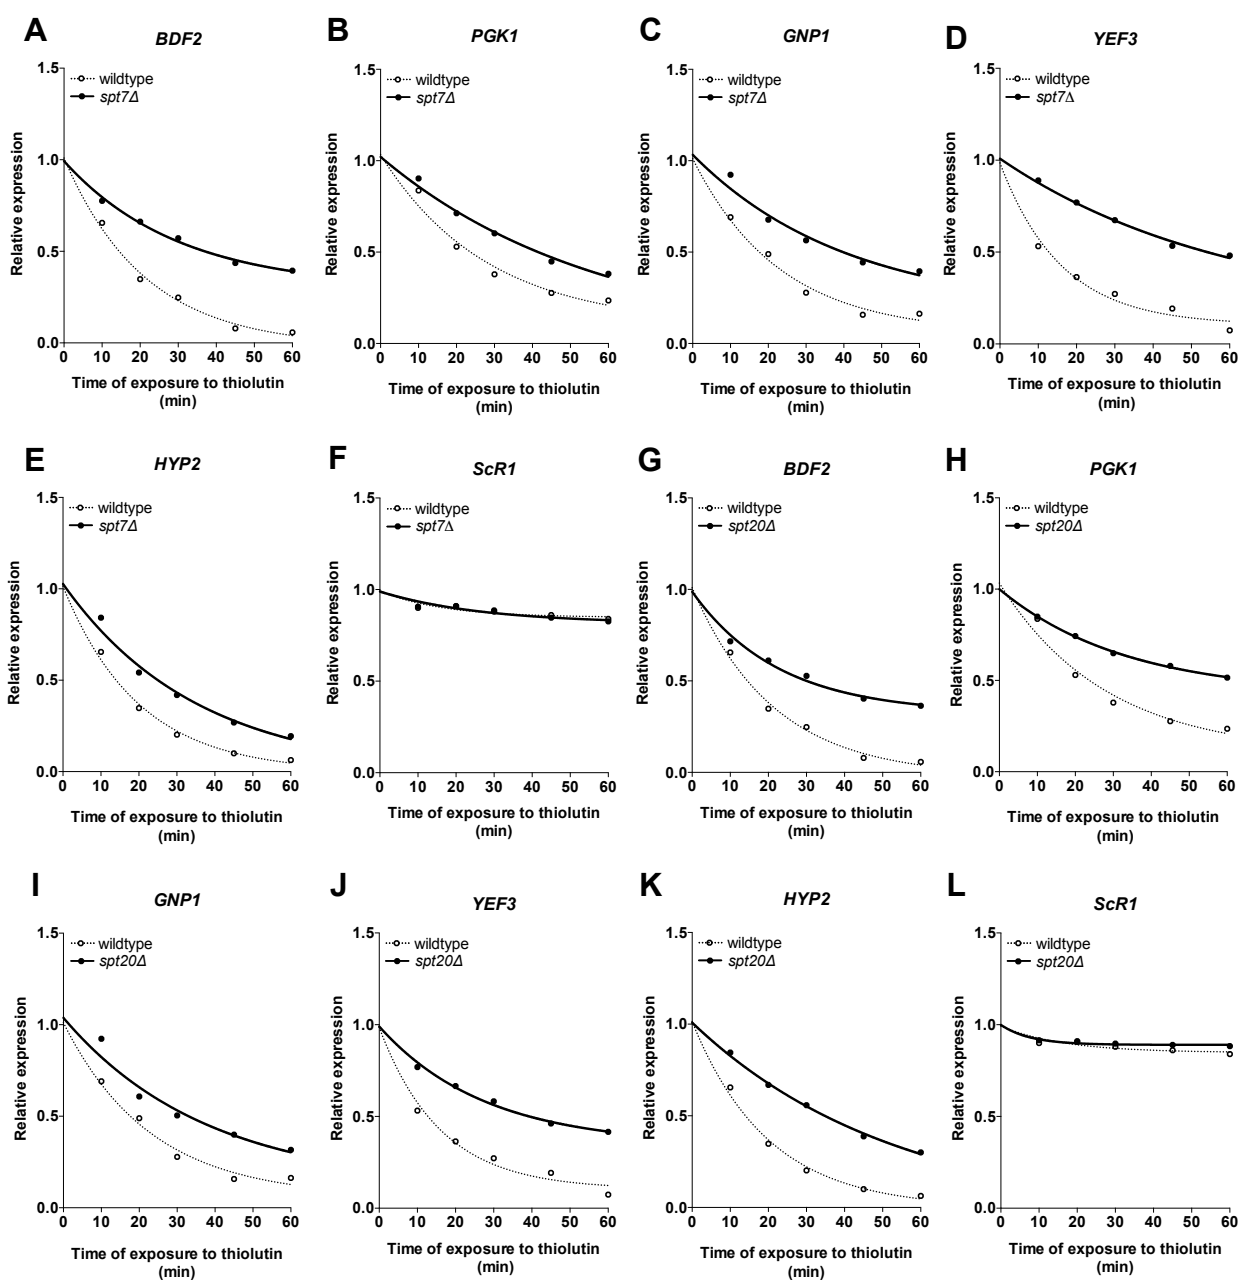 A
BDF2
1.5
wildtype
spt7Δ
1.0
0.5
0.0
Relative expression
0 10 20 30 40 50 60
Time of exposure to thiolutin
(min)
B
PGK1
1.5
wildtype
spt7Δ
1.0
0.5
0.0
Relative expression
0 10 20 30 40 50 60
Time of exposure to thiolutin
(min)
C
GNP1
1.5
wildtype
spt7Δ
1.0
0.5
0.0
Relative expression
0 10 20 30 40 50 60
Time of exposure to thiolutin
(min)
D
YEF3
1.5
wildtype
spt7Δ
1.0
0.5
0.0
Relative expression
0 10 20 30 40 50 60
Time of exposure to thiolutin
(min)
E
HYP2
1.5
wildtype
spt7Δ
1.0
0.5
0.0
Relative expression
0 10 20 30 40 50 60
Time of exposure to thiolutin
(min)
F
ScR1
1.5
wildtype
spt7Δ
1.0
0.5
0.0
Relative expression
0 10 20 30 40 50 60
Time of exposure to thiolutin
(min)
G
BDF2
1.5
wildtype
spt20Δ
1.0
0.5
0.0
Relative expression
0 10 20 30 40 50 60
Time of exposure to thiolutin
(min)
H
PGK1
1.5
wildtype
spt20Δ
1.0
0.5
0.0
Relative expression
0 10 20 30 40 50 60
Time of exposure to thiolutin
(min)
I
GNP1
1.5
wildtype
spt20Δ
1.0
0.5
0.0
Relative expression
0 10 20 30 40 50 60
Time of exposure to thiolutin
(min)
J
YEF3
1.5
wildtype
spt20Δ
1.0
0.5
0.0
Relative expression
0 10 20 30 40 50 60
Time of exposure to thiolutin
(min)
K
HYP2
1.5
wildtype
spt20Δ
1.0
0.5
0.0
Relative expression
0 10 20 30 40 50 60
Time of exposure to thiolutin
(min)
L
ScR1
1.5
wildtype
spt20Δ
1.0
0.5
0.0
Relative expression
0 10 20 30 40 50 60
Time of exposure to thiolutin
(min)